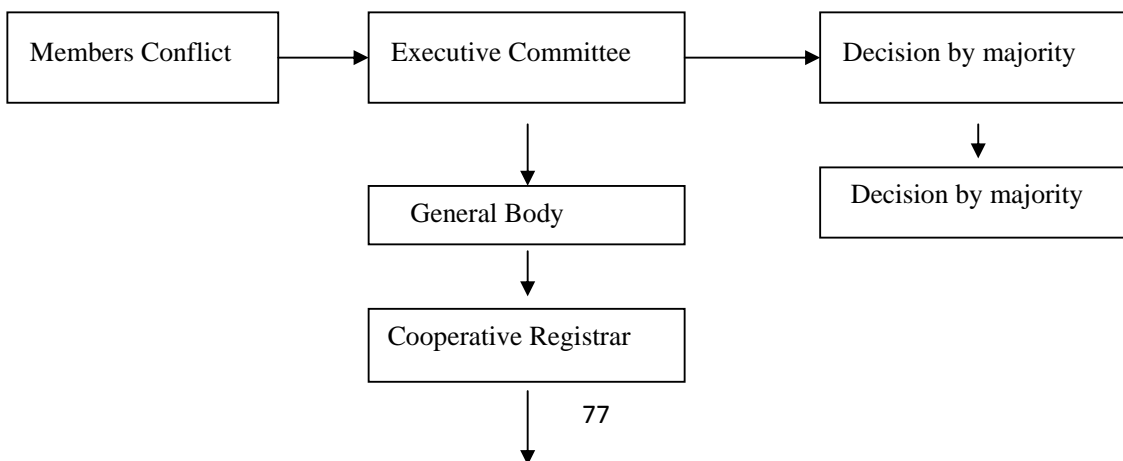 Members Conflict
Executive Committee
Decision by majority
General Body
Decision by majority
Cooperative Registrar
77